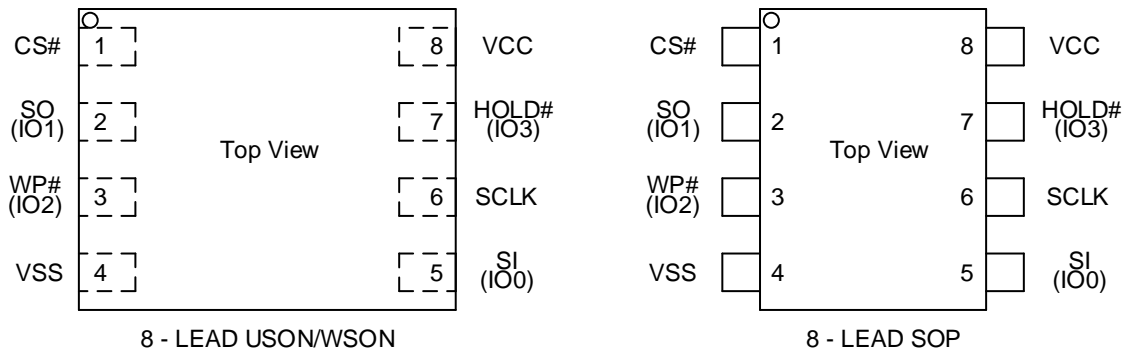 CS#
1
8
VCC
SO
(IO1)
2
7
HOLD#
(IO3)
Top View
WP#
(IO2)
3
6
SCLK
VSS
4
5
SI
(IO0)
8 - LEAD USON/WSON
CS#
1
8
VCC
SO
(IO1)
2
7
HOLD#
(IO3)
Top View
WP#
(IO2)
3
6
SCLK
VSS
4
5
SI
(IO0)
8 - LEAD SOP